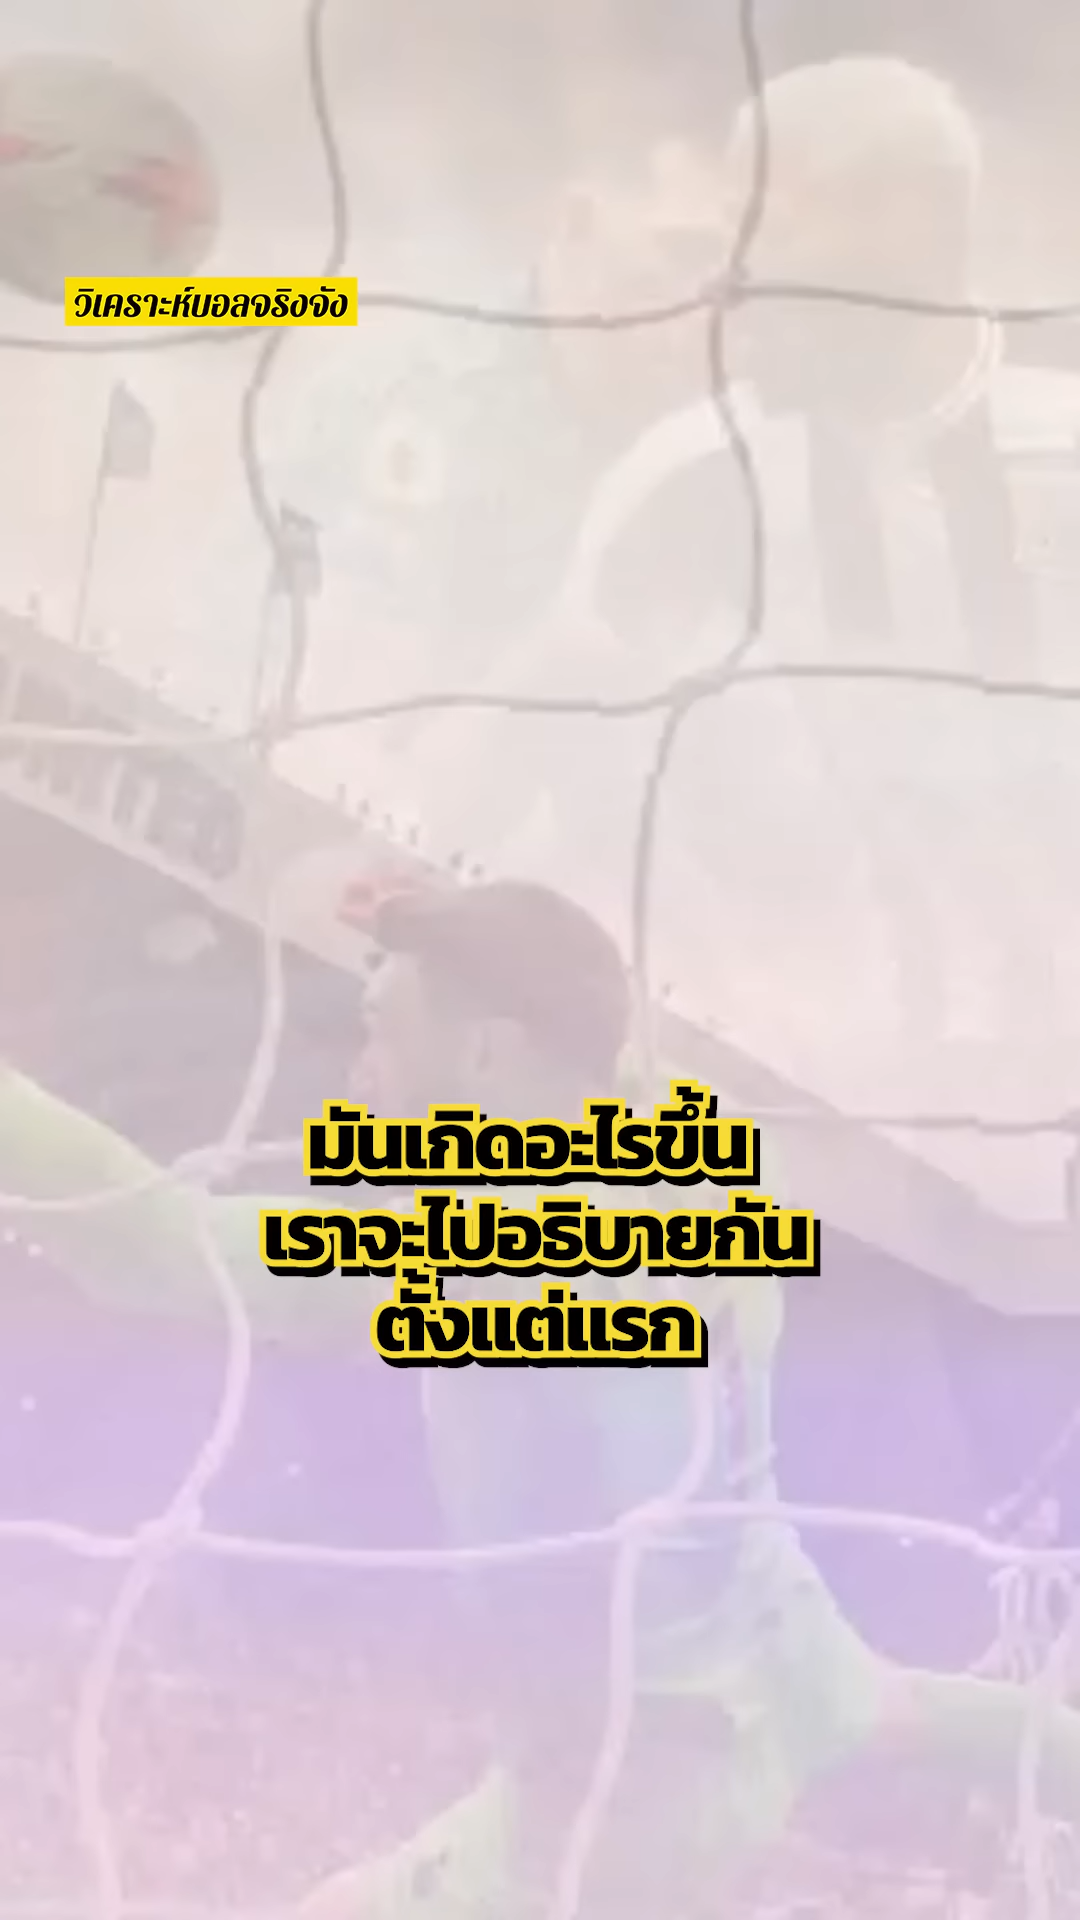 วิเคราะห์บอลจริงจัง
มันเกิดอะไรขึ้น
เราจะไปอธิบายกัน
ตั้งแต่แรก